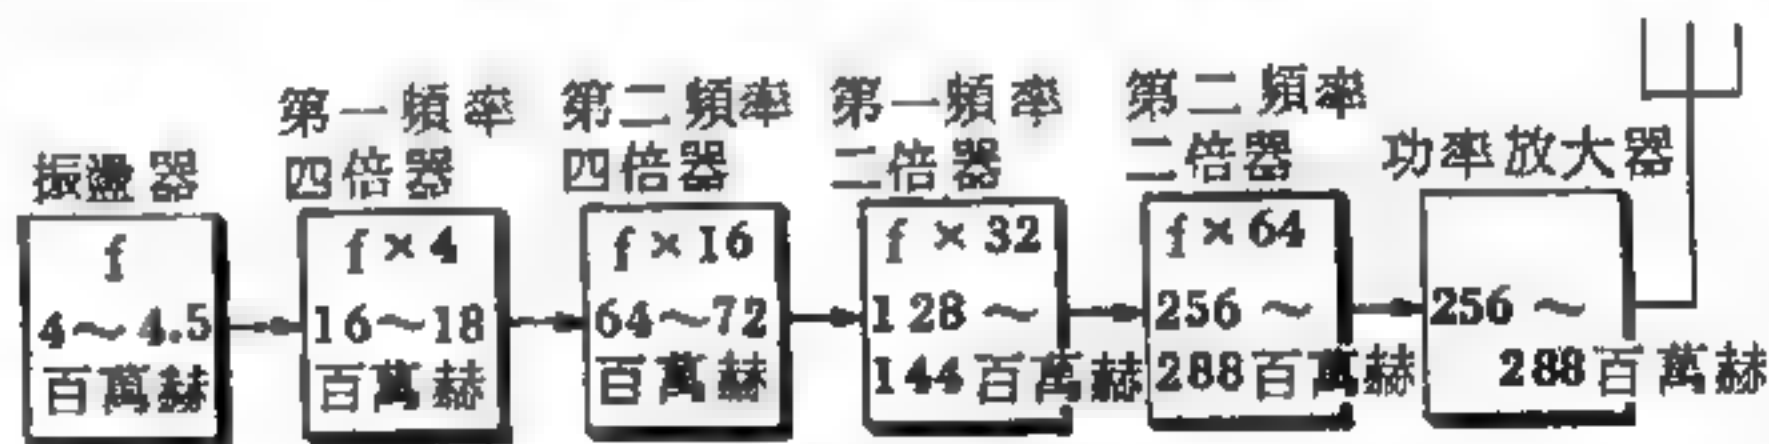 振盪器
f
4～4.5
百萬赫
第一頻率
四倍器
f×4
16～18
百萬赫
第二頻率
四倍器
f×16
64～72
百萬赫
第一頻率
二倍器
f×32
128～
144百萬赫
第二頻率
二倍器
f×64
256～
288百萬赫
功率放大器
256～
288百萬赫